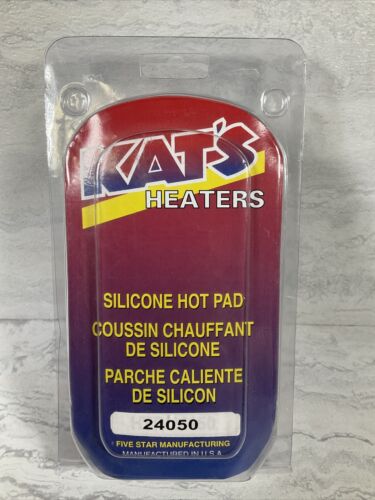 KAT'S
HEATERS
SILICONE HOT PAD
COUSSIN CHAUFFANT
DE SILICONE
PARCHE CALIENTE
DE SILICON
24050
FIVE STAR MANUFACTURING
MANUFACTURED IN U.S.A.